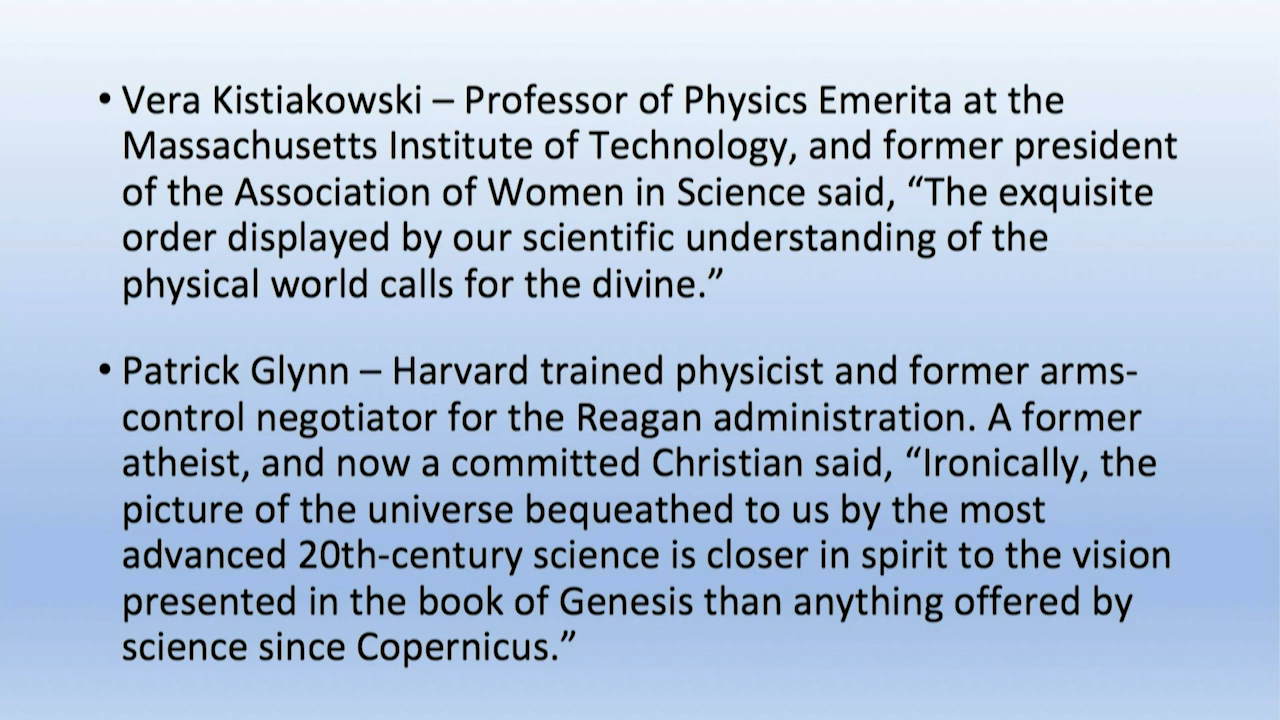 • Vera Kistiakowski – Professor of Physics Emerita at the
Massachusetts Institute of Technology, and former president
of the Association of Women in Science said, “The exquisite
order displayed by our scientific understanding of the
physical world calls for the divine.”
• Patrick Glynn – Harvard trained physicist and former arms-
control negotiator for the Reagan administration. A former
atheist, and now a committed Christian said, “Ironically, the
picture of the universe bequeathed to us by the most
advanced 20th-century science is closer in spirit to the vision
presented in the book of Genesis than anything offered by
science since Copernicus.”